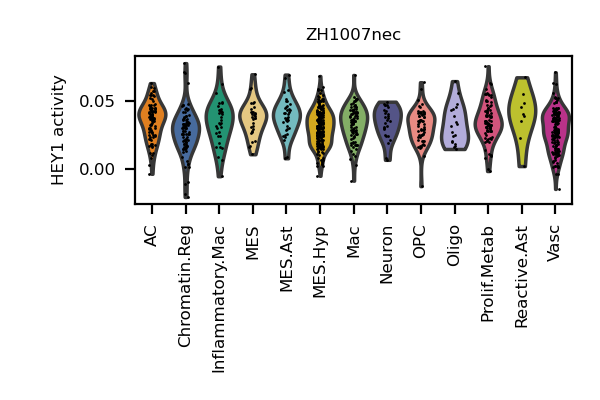 ZH1007nec
HEY1 activity
0.05
0.00
AC
Chromatin.Reg
Inflammatory.Mac
MES
MES.Ast
MES.Hyp
Mac
Neuron
OPC
Oligo
Prolif.Metab
Reactive.Ast
Vasc